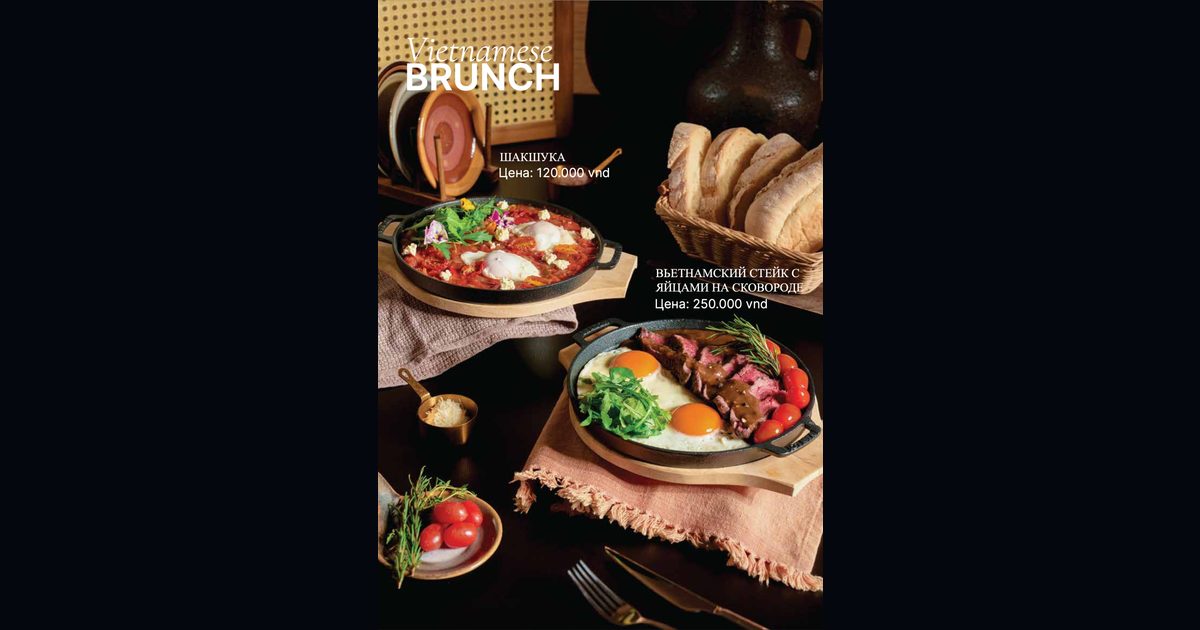 Vietnamese
BRUNCH
ШАКШУКА
Цена: 120.000 vnd
ВЬЕТНАМСКИЙ СТЕЙК С
ЯЙЦАМИ НА СКОВОРОДЕ
Цена: 250.000 vnd